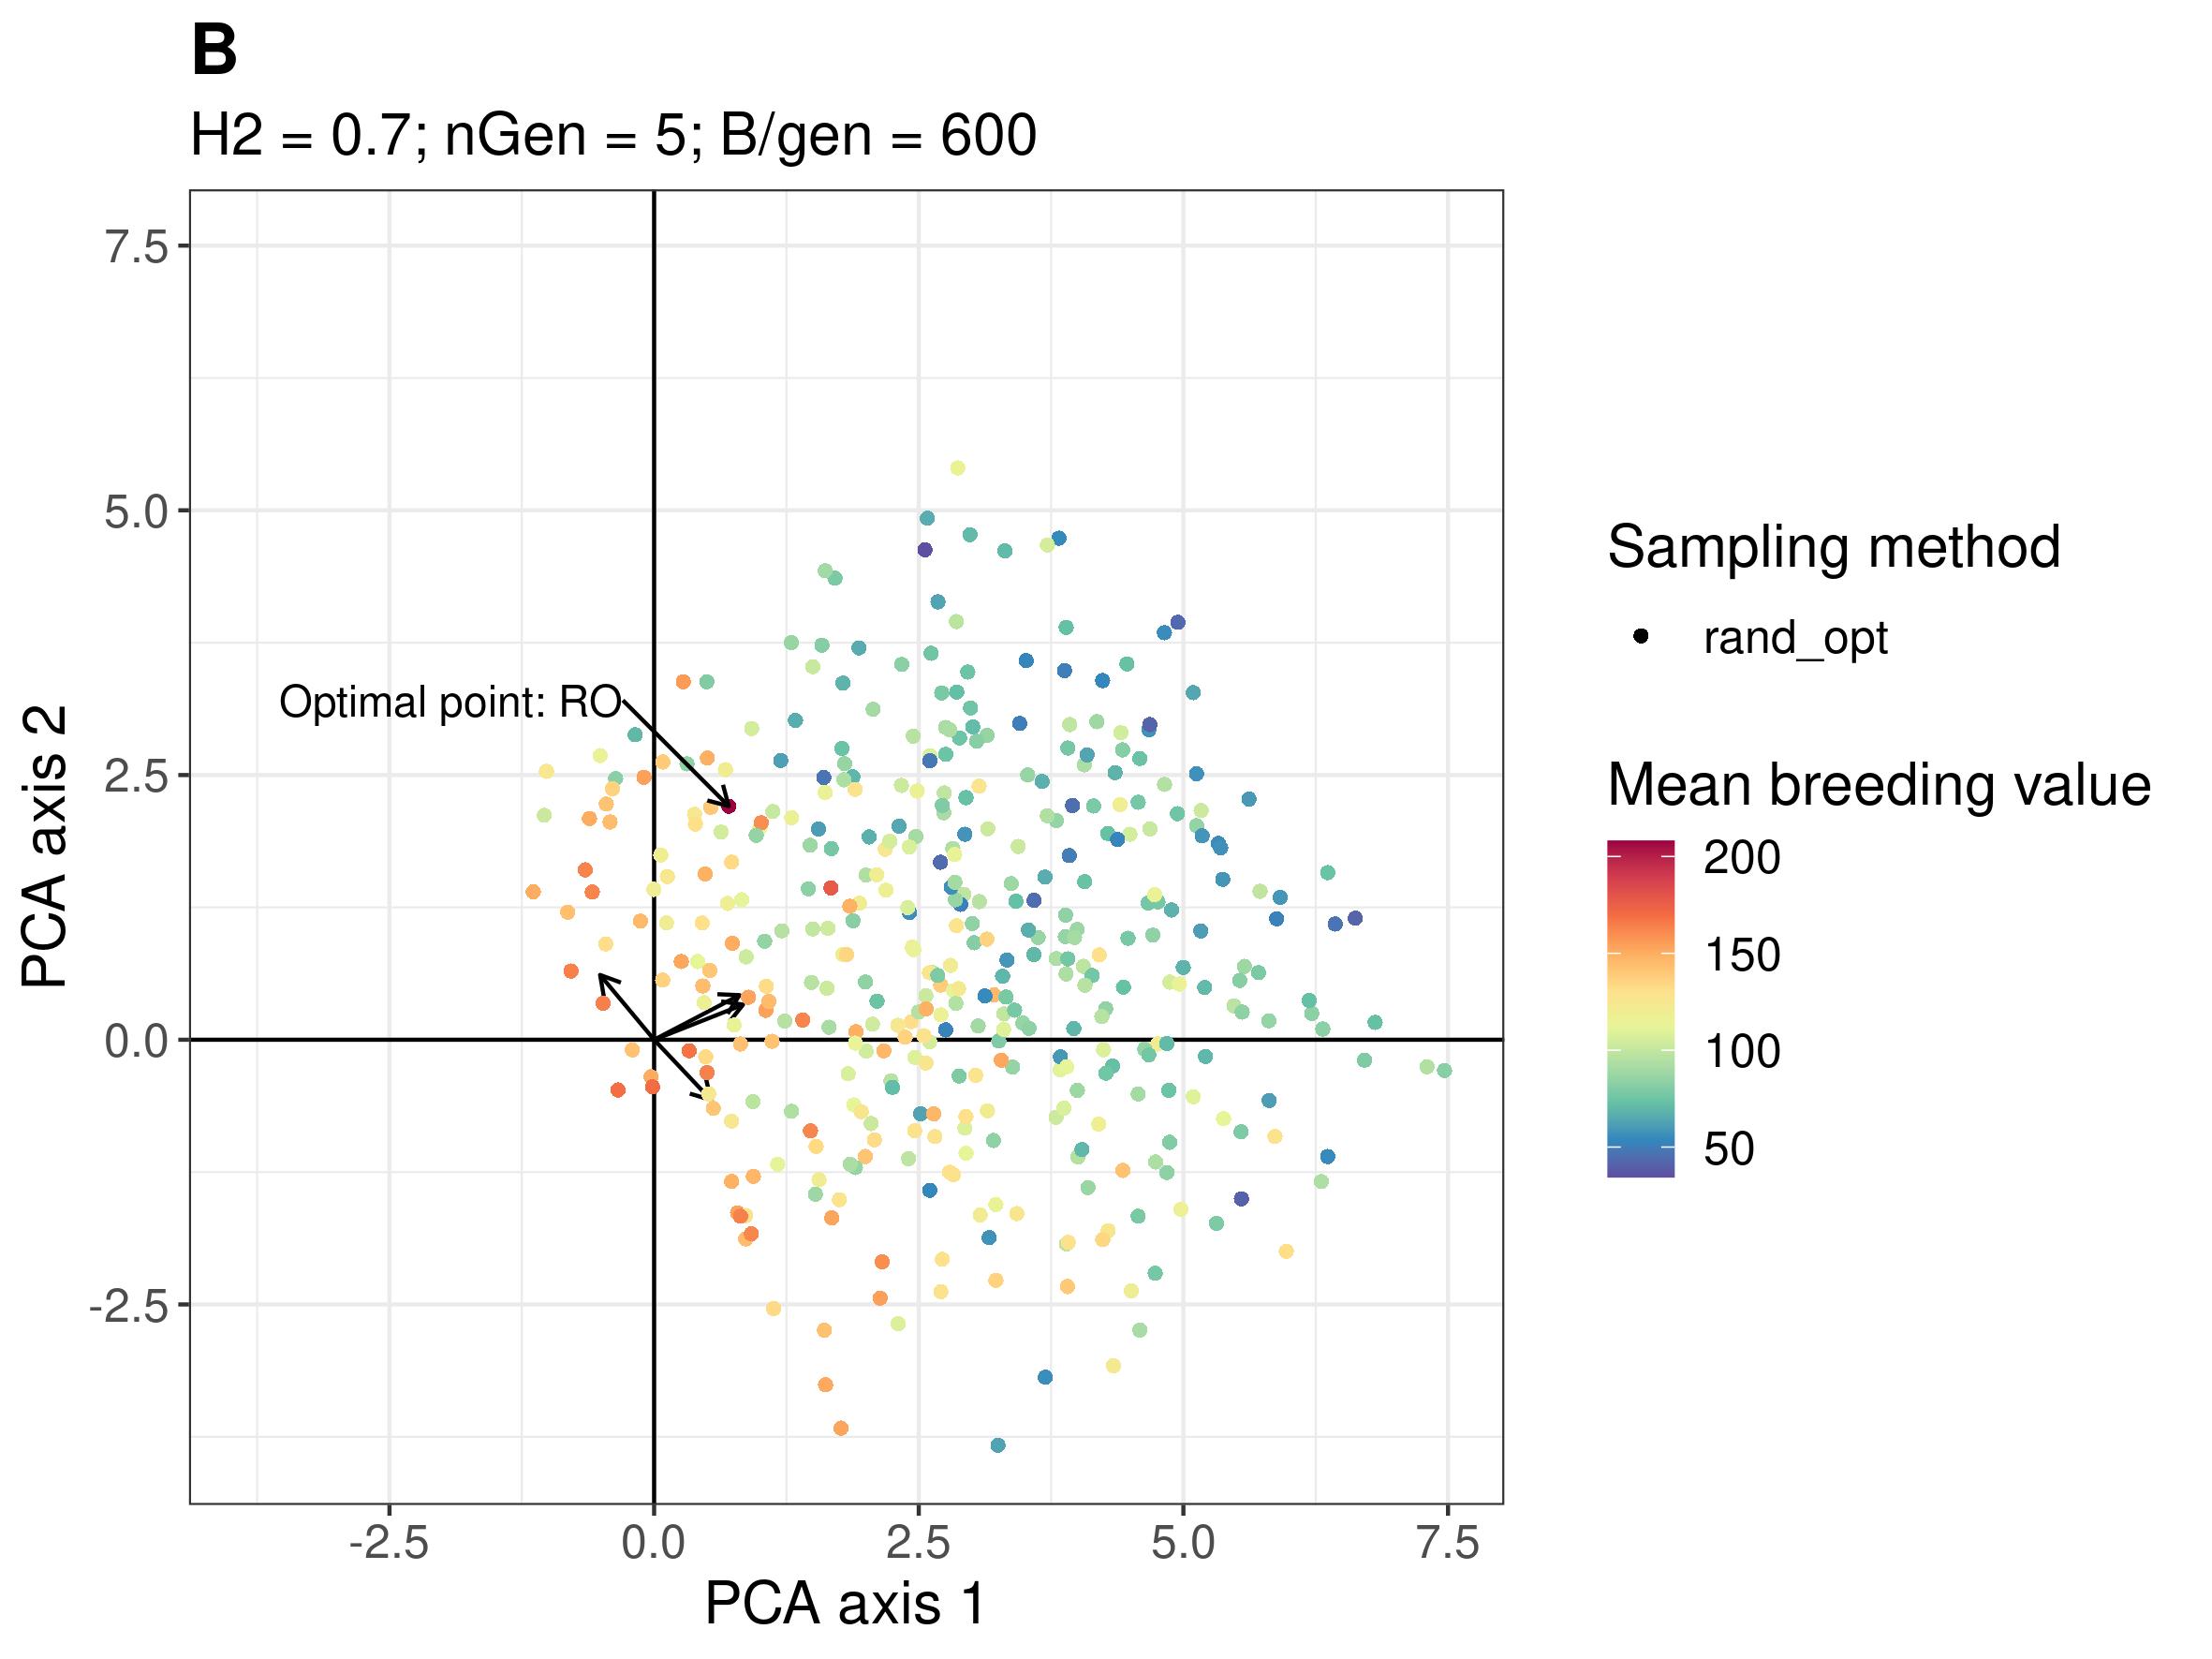 B
H2 = 0.7; nGen = 5; B/gen = 600
7.5
5.0
2.5
0.0
-2.5
PCA axis 2
Optimal point: RO
-2.5
0.0
2.5
5.0
7.5
PCA axis 1
Sampling method
rand_opt
Mean breeding value
200
150
100
50